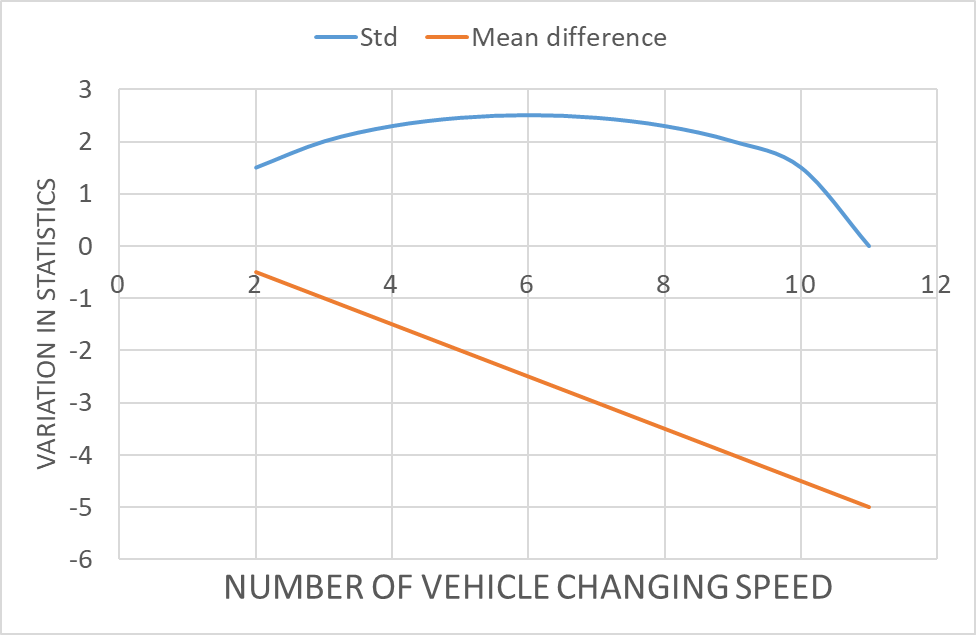 Std Mean difference
3
2
1
0
0 2 4 6 8 10 12
-1
-2
-3
-4
-5
-6
VARIATION IN STATISTICS
NUMBER OF VEHICLE CHANGING SPEED